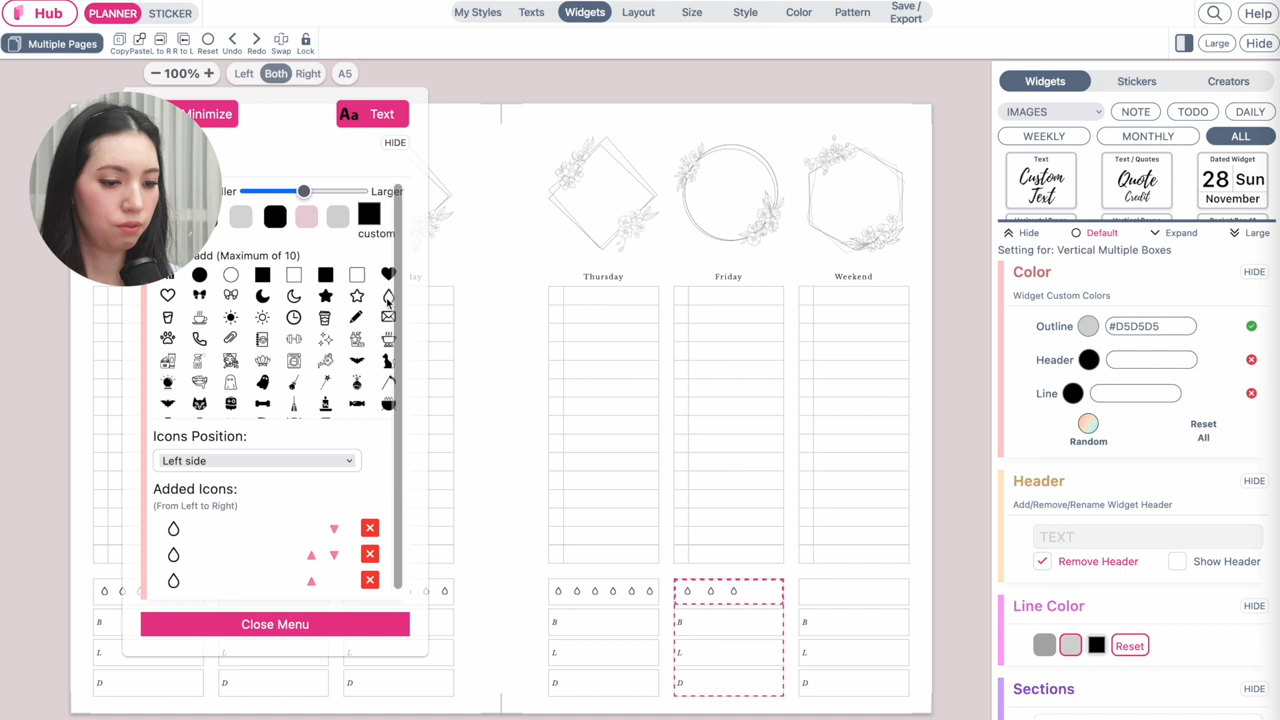 Hub PLANNER STICKER My Styles Texts Widgets Layout Size Style Color Pattern Save / Export Help
Multiple Pages Copy Paste L to R R to L Reset Undo Redo Swap Lock Large Hide
100% Left Both Right A5
Widgets Stickers Creators
IMAGES NOTE TODO DAILY
WEEKLY MONTHLY ALL
Text
Custom Text
Text / Quotes
Quote
Credit
Dated Widget
28 Sun
November
Hide Default Expand Large
Setting for: Vertical Multiple Boxes
Color HIDE
Widget Custom Colors
Outline #D5D5D5
Header
Line
Random
Reset All
Header HIDE
Add/Remove/Rename Widget Header
TEXT
Remove Header Show Header
Line Color HIDE
Reset
Sections HIDE
Minimize Aa Text
HIDE
Larger
custom
add (Maximum of 10)
Icons Position:
Left side
Added Icons:
(From Left to Right)
Close Menu
Thursday Friday Weekend
B
L
D
B L L
D D D
B B B
L L L
D D D